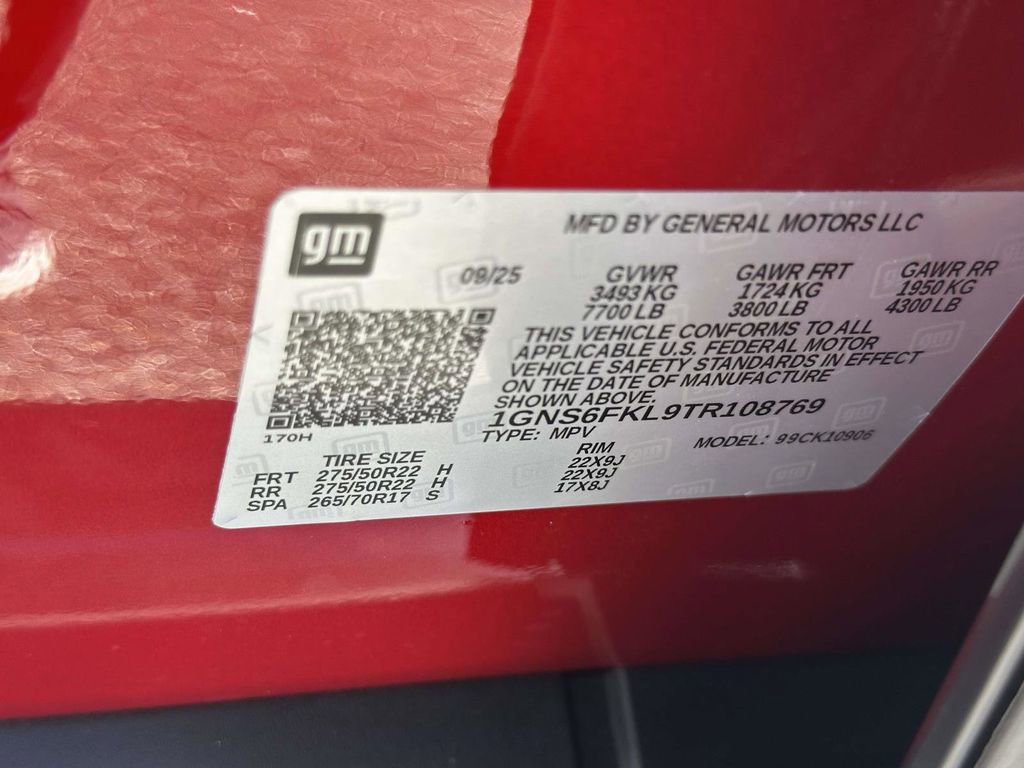 gm
MFD BY GENERAL MOTORS LLC
09/25 GVWR GAWR FRT GAWR RR
3493 KG 1724 KG 1950 KG
7700 LB 3800 LB 4300 LB
THIS VEHICLE CONFORMS TO ALL
APPLICABLE U.S. FEDERAL MOTOR
VEHICLE SAFETY STANDARDS IN EFFECT
ON THE DATE OF MANUFACTURE
SHOWN ABOVE.
1GNS6FKL9TR108769
170H
TYPE: MPV MODEL: 99CK10906
TIRE SIZE RIM
FRT 275/50R22 H 22X9J
RR 275/50R22 H 22X9J
SPA 265/70R17 S 17X8J